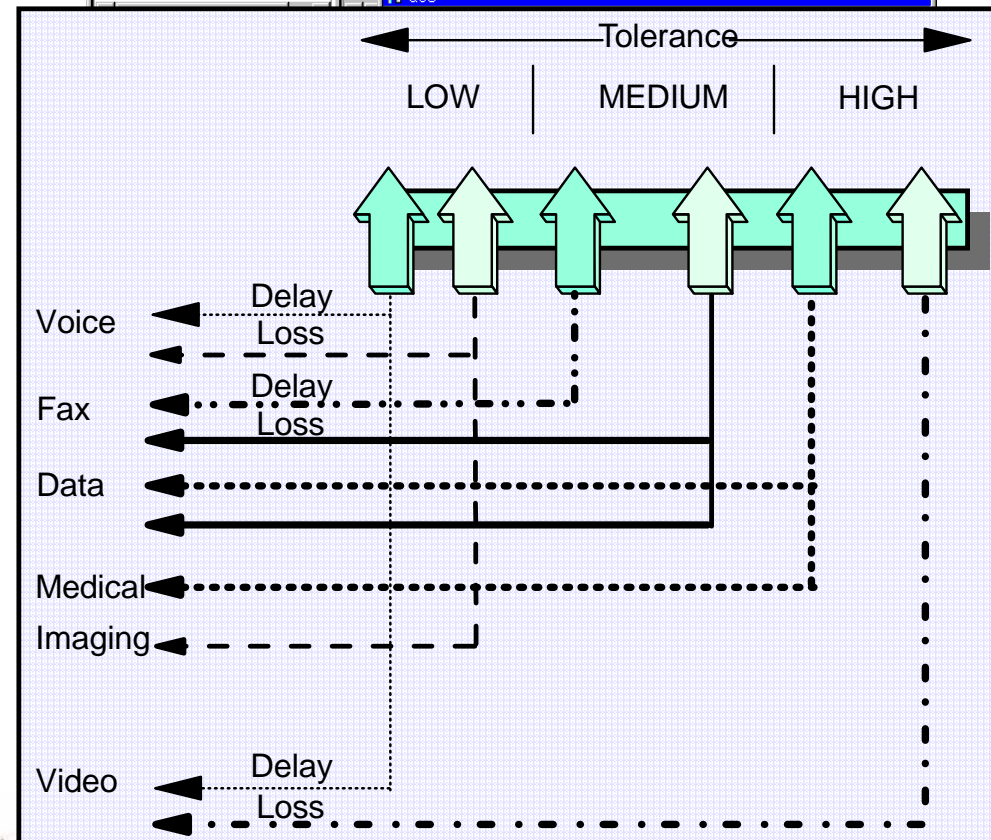 Tolerance
LOW MEDIUM HIGH
Delay
Voice
Loss
Delay
Fax
Loss
Data
Medical
Imaging
Delay
Video
Loss